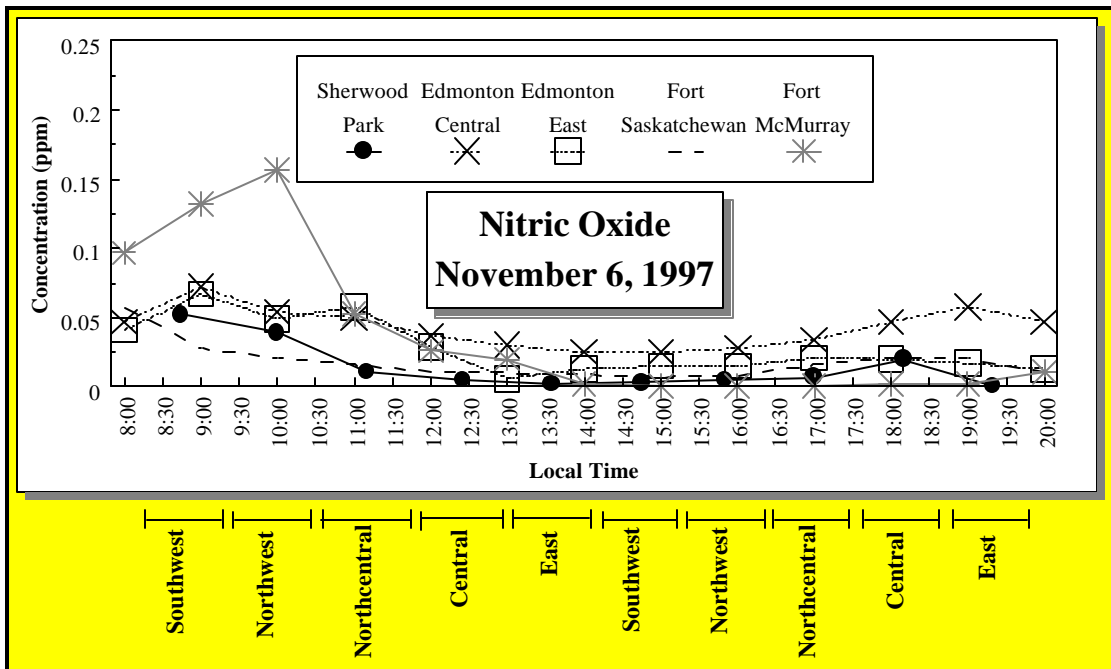 0.25
0.2
0.15
0.1
0.05
0
Concentration (ppm)
Sherwood Edmonton Edmonton Fort Fort
Park Central East Saskatchewan McMurray
Nitric Oxide
November 6, 1997
8:00 8:30 9:00 9:30 10:00 10:30 11:00 11:30 12:00 12:30 13:00 13:30 14:00 14:30 15:00 15:30 16:00 16:30 17:00 17:30 18:00 18:30 19:00 19:30 20:00
Local Time
Southwest
Northwest
Northcentral
Central
East
Southwest
Northwest
Northcentral
Central
East